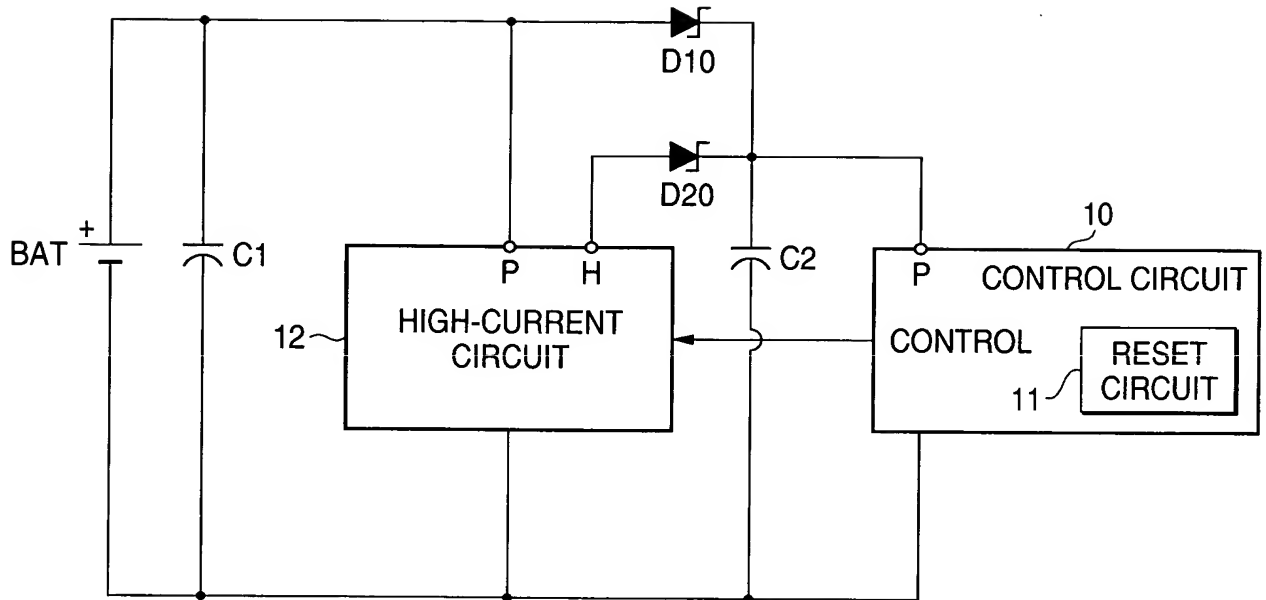 D10
D20
10
+
BAT
C1
C2
P
H
P
CONTROL CIRCUIT
12
HIGH-CURRENT
CIRCUIT
CONTROL
RESET
CIRCUIT
11